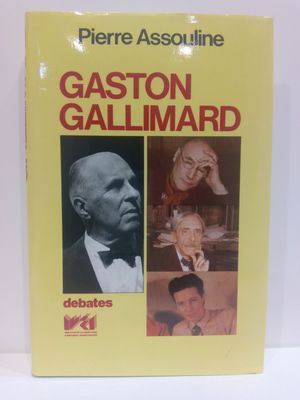 Pierre Assouline
GASTON
GALLIMARD
debates